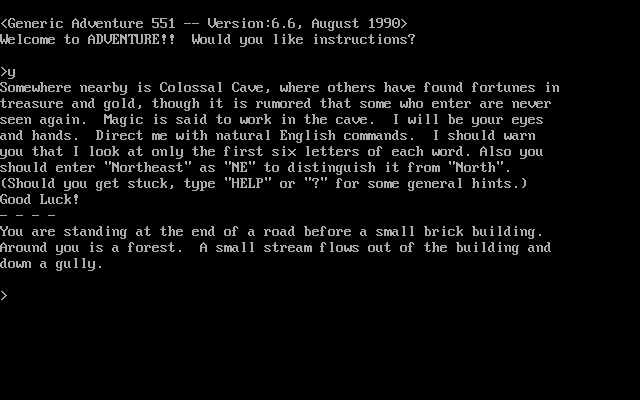 <Generic Adventure 551 -- Version:6.6, August 1990>
Welcome to ADVENTURE!!  Would you like instructions?
>y
Somewhere nearby is Colossal Cave, where others have found fortunes in
treasure and gold, though it is rumored that some who enter are never
seen again.  Magic is said to work in the cave.  I will be your eyes
and hands.  Direct me with natural English commands.  I should warn
you that I look at only the first six letters of each word. Also you
should enter "Northeast" as "NE" to distinguish it from "North".
(Should you get stuck, type "HELP" or "?" for some general hints.)
Good Luck!
- - - -
You are standing at the end of a road before a small brick building.
Around you is a forest.  A small stream flows out of the building and
down a gully.
>